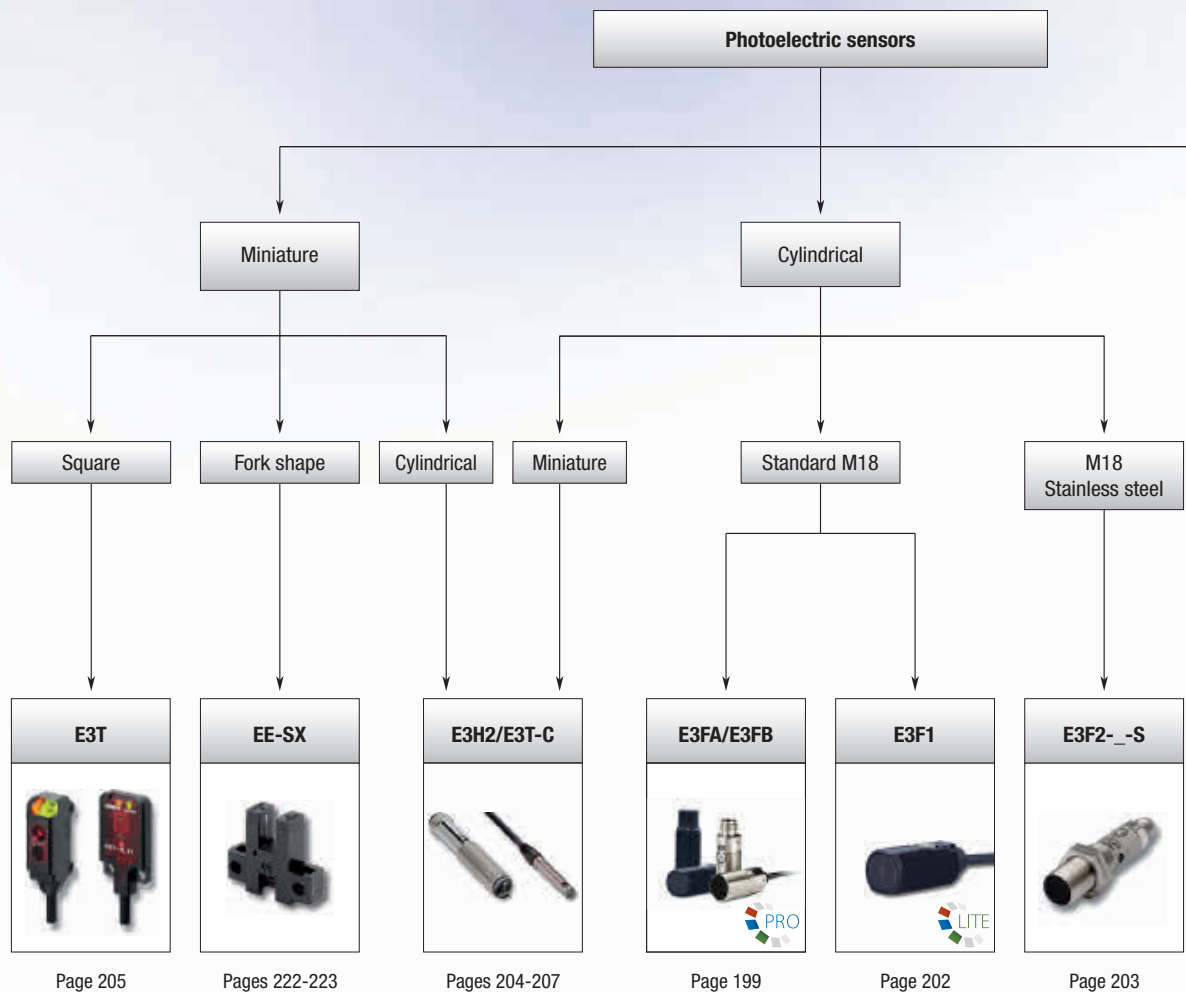 Photoelectric sensors
Miniature
Cylindrical
Square
Fork shape
Cylindrical
Miniature
Standard M18
M18
Stainless steel
E3T
EE-SX
E3H2/E3T-C
E3FA/E3FB
E3F1
E3F2-_-S
PRO
LITE
Page 205
Pages 222-223
Pages 204-207
Page 199
Page 202
Page 203